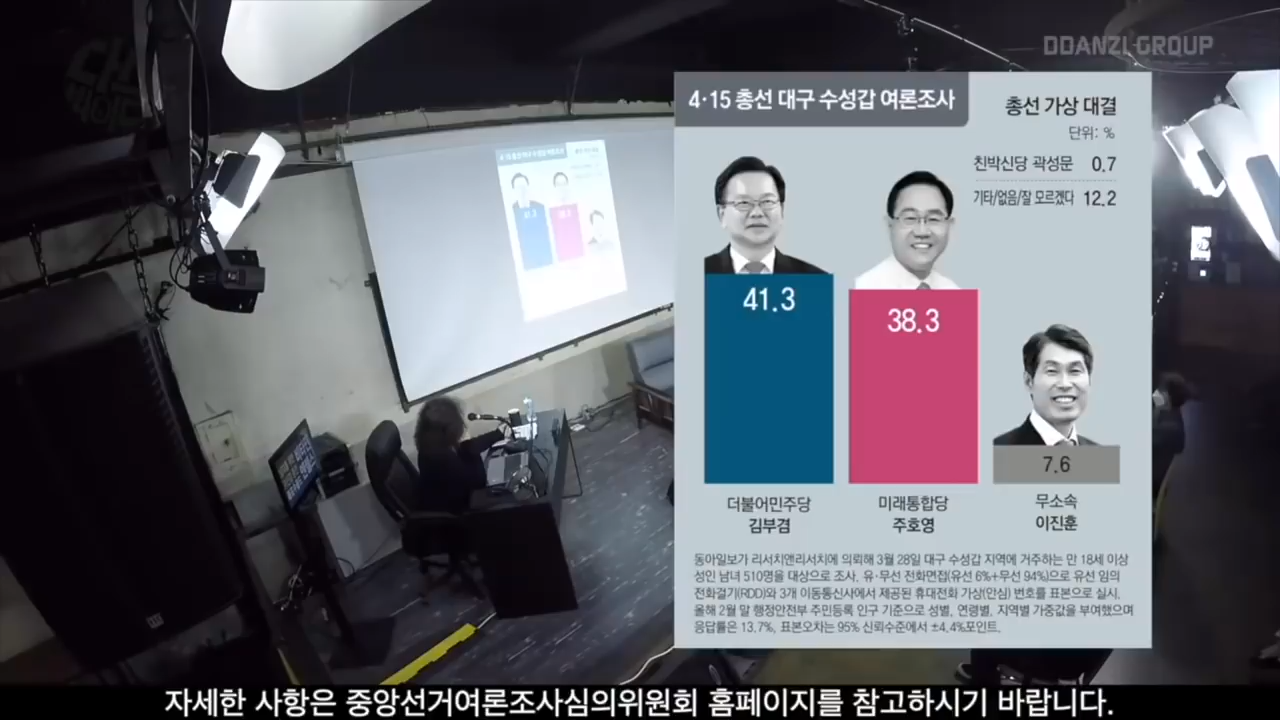 DDANZI GROUP
4·15 총선 대구 수성갑 여론조사
총선 가상 대결
단위: %
친박신당 곽성문 0.7
기타/없음/잘 모르겠다 12.2
41.3
38.3
7.6
더불어민주당
김부겸
미래통합당
주호영
무소속
이진훈
동아일보가 리서치앤리서치에 의뢰해 3월 28일 대구 수성갑 지역에 거주하는 만 18세 이상
성인 남녀 510명을 대상으로 조사. 유·무선 전화면접(유선 6%+무선 94%)으로 유선 임의
전화걸기(RDD)와 3개 이동통신사에서 제공된 휴대전화 가상(안심) 번호를 표본으로 실시.
올해 2월 말 행정안전부 주민등록 인구 기준으로 성별, 연령별, 지역별 가중값을 부여했으며
응답률은 13.7%, 표본오차는 95% 신뢰수준에서 ±4.4%포인트.
자세한 사항은 중앙선거여론조사심의위원회 홈페이지를 참고하시기 바랍니다.